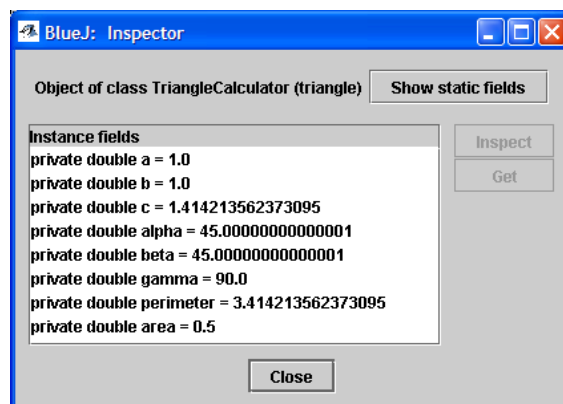 BlueJ: Inspector
Object of class TriangleCalculator (triangle) Show static fields
Instance fields
private double a = 1.0
private double b = 1.0
private double c = 1.414213562373095
private double alpha = 45.00000000000001
private double beta = 45.00000000000001
private double gamma = 90.0
private double perimeter = 3.414213562373095
private double area = 0.5
Inspect
Get
Close